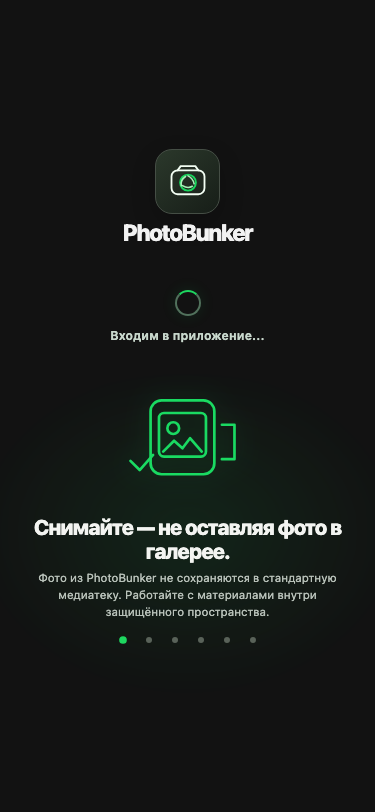 PhotoBunker
Входим в приложение...
Снимайте — не оставляя фото в
галерее.
Фото из PhotoBunker не сохраняются в стандартную
медиатеку. Работайте с материалами внутри
защищённого пространства.